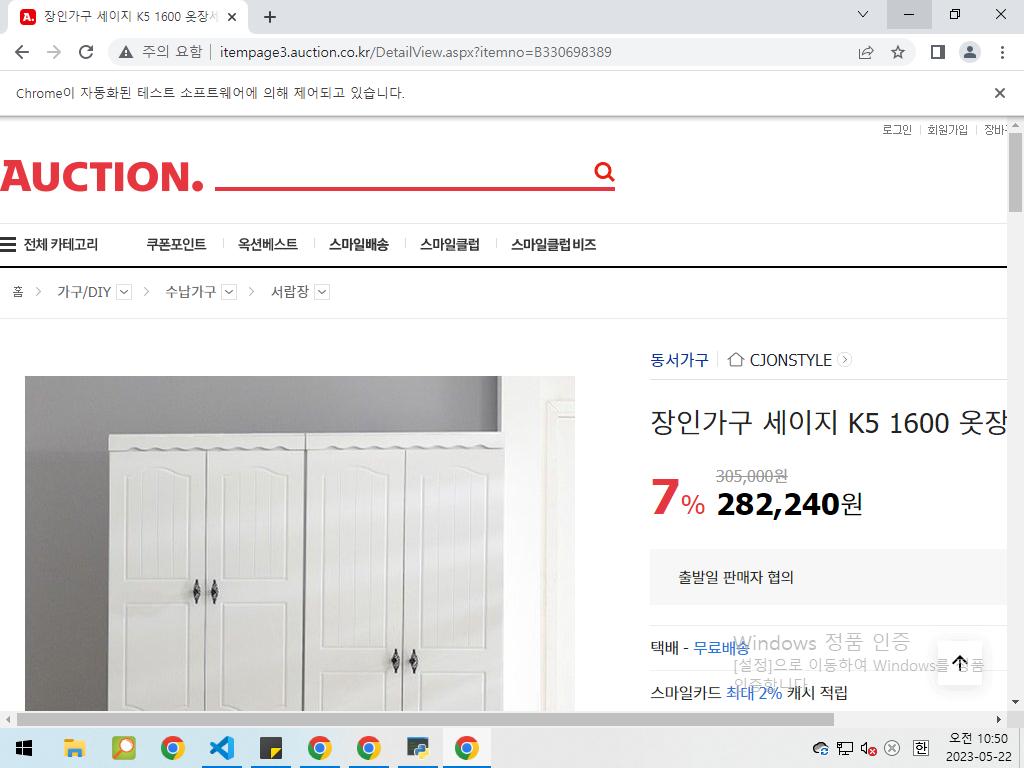 장인가구 세이지 K5 1600 옷장세
주의 요함 itempage3.auction.co.kr/DetailView.aspx?itemno=B330698389
Chrome이 자동화된 테스트 소프트웨어에 의해 제어되고 있습니다.
로그인 회원가입 장바구
AUCTION.
전체 카테고리 쿠폰포인트 옥션베스트 스마일배송 스마일클럽 스마일클럽 비즈
홈 가구/DIY 수납가구 서랍장
동서가구 CJONSTYLE
장인가구 세이지 K5 1600 옷장
305,000원
7% 282,240원
출발일 판매자 협의
택배 - 무료배송
Windows 정품 인증
[설정]으로 이동하여 Windows를 정품
인증합니다.
스마일카드 최대 2% 캐시 적립
한
오전 10:50
2023-05-22